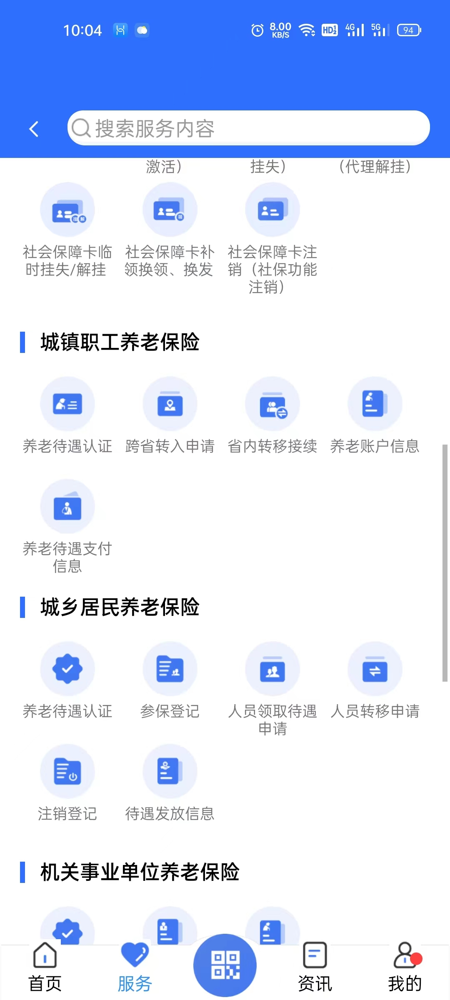 10:04
8.00
KB/S
HD 1 2
4G
5G
94
搜索服务内容
激活）
挂失）
（代理解挂）
挂 解
领
社会保障卡临
时挂失/解挂
社会保障卡补
领换领、换发
社会保障卡注
销（社保功能
注销）
城镇职工养老保险
养老待遇认证
跨省转入申请
省内转移接续
养老账户信息
养老待遇支付
信息
城乡居民养老保险
养老待遇认证
参保登记
人员领取待遇
申请
人员转移申请
注销登记
待遇发放信息
机关事业单位养老保险
首页
服务
资讯
我的